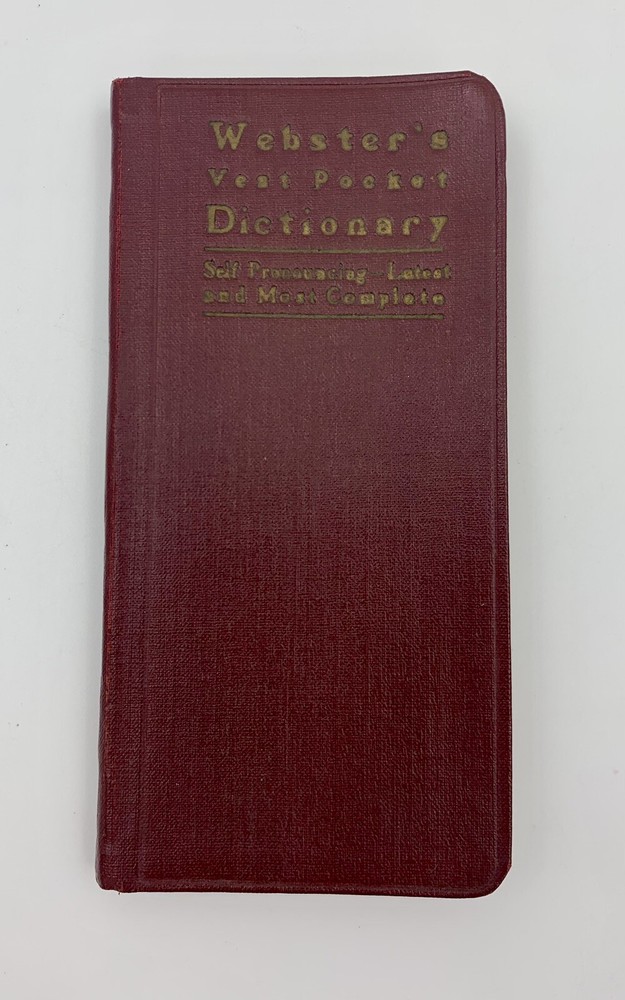 Webster's
Vest Pocket
Dictionary
Self Pronouncing—Latest
and Most Complete